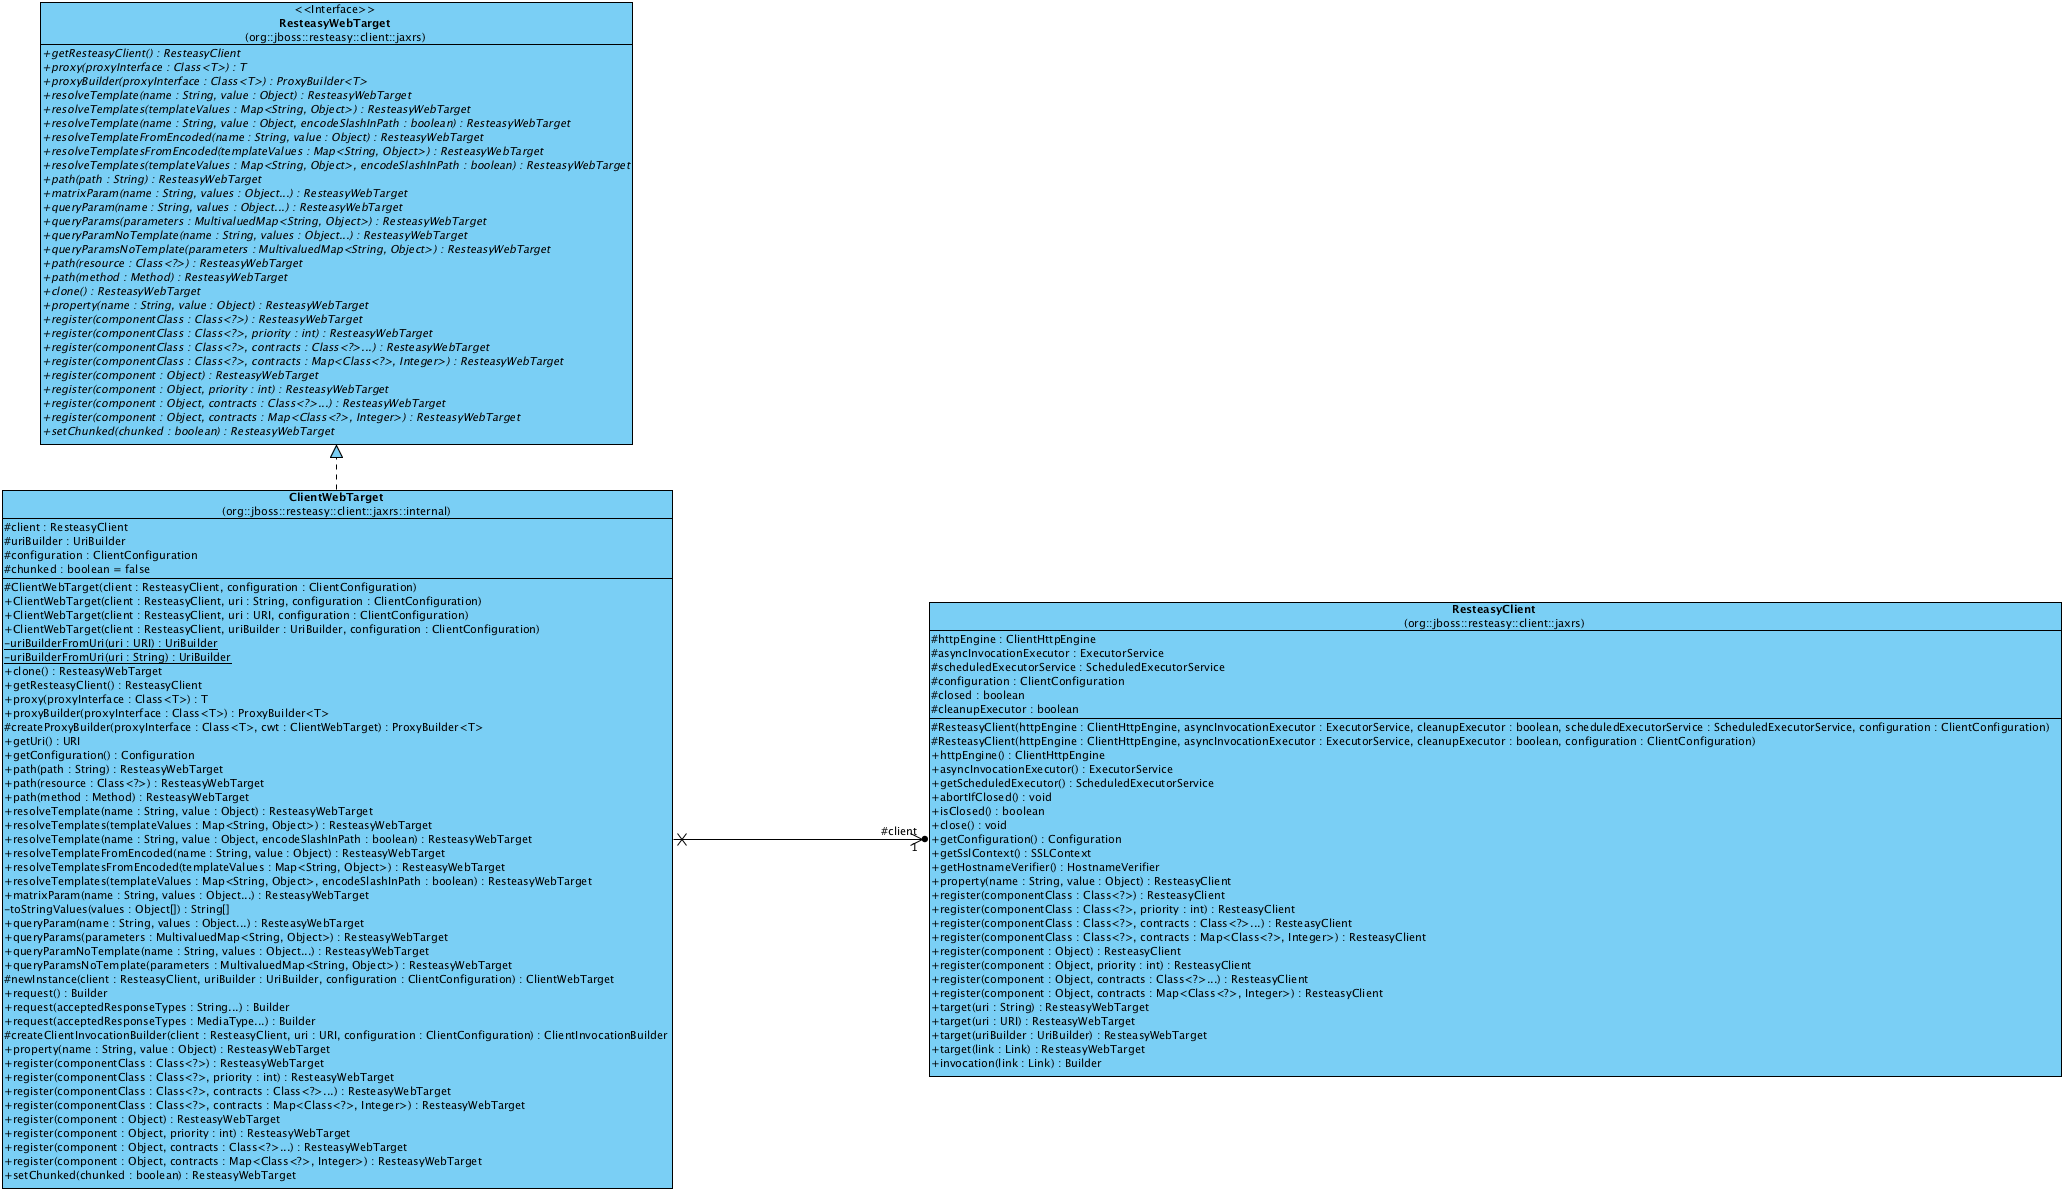 <<Interface>>
ResteasyWebTarget
(org::jboss::resteasy::client::jaxrs)
+getResteasyClient() : ResteasyClient
+proxy(proxyInterface : Class<T>) : T
+proxyBuilder(proxyInterface : Class<T>) : ProxyBuilder<T>
+resolveTemplate(name : String, value : Object) : ResteasyWebTarget
+resolveTemplates(templateValues : Map<String, Object>) : ResteasyWebTarget
+resolveTemplate(name : String, value : Object, encodeSlashInPath : boolean) : ResteasyWebTarget
+resolveTemplateFromEncoded(name : String, value : Object) : ResteasyWebTarget
+resolveTemplatesFromEncoded(templateValues : Map<String, Object>) : ResteasyWebTarget
+resolveTemplates(templateValues : Map<String, Object>, encodeSlashInPath : boolean) : ResteasyWebTarget
+path(path : String) : ResteasyWebTarget
+matrixParam(name : String, values : Object...) : ResteasyWebTarget
+queryParam(name : String, values : Object...) : ResteasyWebTarget
+queryParams(parameters : MultivaluedMap<String, Object>) : ResteasyWebTarget
+queryParamNoTemplate(name : String, values : Object...) : ResteasyWebTarget
+queryParamsNoTemplate(parameters : MultivaluedMap<String, Object>) : ResteasyWebTarget
+path(resource : Class<?>) : ResteasyWebTarget
+path(method : Method) : ResteasyWebTarget
+clone() : ResteasyWebTarget
+property(name : String, value : Object) : ResteasyWebTarget
+register(componentClass : Class<?>) : ResteasyWebTarget
+register(componentClass : Class<?>, priority : int) : ResteasyWebTarget
+register(componentClass : Class<?>, contracts : Class<?>...) : ResteasyWebTarget
+register(componentClass : Class<?>, contracts : Map<Class<?>, Integer>) : ResteasyWebTarget
+register(component : Object) : ResteasyWebTarget
+register(component : Object, priority : int) : ResteasyWebTarget
+register(component : Object, contracts : Class<?>...) : ResteasyWebTarget
+register(component : Object, contracts : Map<Class<?>, Integer>) : ResteasyWebTarget
+setChunked(chunked : boolean) : ResteasyWebTarget
ClientWebTarget
(org::jboss::resteasy::client::jaxrs::internal)
#client : ResteasyClient
#uriBuilder : UriBuilder
#configuration : ClientConfiguration
#chunked : boolean = false
#ClientWebTarget(client : ResteasyClient, configuration : ClientConfiguration)
+ClientWebTarget(client : ResteasyClient, uri : String, configuration : ClientConfiguration)
+ClientWebTarget(client : ResteasyClient, uri : URI, configuration : ClientConfiguration)
+ClientWebTarget(client : ResteasyClient, uriBuilder : UriBuilder, configuration : ClientConfiguration)
-uriBuilderFromUri(uri : URI) : UriBuilder
-uriBuilderFromUri(uri : String) : UriBuilder
+clone() : ResteasyWebTarget
+getResteasyClient() : ResteasyClient
+proxy(proxyInterface : Class<T>) : T
+proxyBuilder(proxyInterface : Class<T>) : ProxyBuilder<T>
#createProxyBuilder(proxyInterface : Class<T>, cwt : ClientWebTarget) : ProxyBuilder<T>
+getUri() : URI
+getConfiguration() : Configuration
+path(path : String) : ResteasyWebTarget
+path(resource : Class<?>) : ResteasyWebTarget
+path(method : Method) : ResteasyWebTarget
+resolveTemplate(name : String, value : Object) : ResteasyWebTarget
+resolveTemplates(templateValues : Map<String, Object>) : ResteasyWebTarget
+resolveTemplate(name : String, value : Object, encodeSlashInPath : boolean) : ResteasyWebTarget
+resolveTemplateFromEncoded(name : String, value : Object) : ResteasyWebTarget
+resolveTemplatesFromEncoded(templateValues : Map<String, Object>) : ResteasyWebTarget
+resolveTemplates(templateValues : Map<String, Object>, encodeSlashInPath : boolean) : ResteasyWebTarget
+matrixParam(name : String, values : Object...) : ResteasyWebTarget
-toStringValues(values : Object[]) : String[]
+queryParam(name : String, values : Object...) : ResteasyWebTarget
+queryParams(parameters : MultivaluedMap<String, Object>) : ResteasyWebTarget
+queryParamNoTemplate(name : String, values : Object...) : ResteasyWebTarget
+queryParamsNoTemplate(parameters : MultivaluedMap<String, Object>) : ResteasyWebTarget
#newInstance(client : ResteasyClient, uriBuilder : UriBuilder, configuration : ClientConfiguration) : ClientWebTarget
+request() : Builder
+request(acceptedResponseTypes : String...) : Builder
+request(acceptedResponseTypes : MediaType...) : Builder
#createClientInvocationBuilder(client : ResteasyClient, uri : URI, configuration : ClientConfiguration) : ClientInvocationBuilder
+property(name : String, value : Object) : ResteasyWebTarget
+register(componentClass : Class<?>) : ResteasyWebTarget
+register(componentClass : Class<?>, priority : int) : ResteasyWebTarget
+register(componentClass : Class<?>, contracts : Class<?>...) : ResteasyWebTarget
+register(componentClass : Class<?>, contracts : Map<Class<?>, Integer>) : ResteasyWebTarget
+register(component : Object) : ResteasyWebTarget
+register(component : Object, priority : int) : ResteasyWebTarget
+register(component : Object, contracts : Class<?>...) : ResteasyWebTarget
+register(component : Object, contracts : Map<Class<?>, Integer>) : ResteasyWebTarget
+setChunked(chunked : boolean) : ResteasyWebTarget
#client
1
ResteasyClient
(org::jboss::resteasy::client::jaxrs)
#httpEngine : ClientHttpEngine
#asyncInvocationExecutor : ExecutorService
#scheduledExecutorService : ScheduledExecutorService
#configuration : ClientConfiguration
#closed : boolean
#cleanupExecutor : boolean
#ResteasyClient(httpEngine : ClientHttpEngine, asyncInvocationExecutor : ExecutorService, cleanupExecutor : boolean, scheduledExecutorService : ScheduledExecutorService, configuration : ClientConfiguration)
#ResteasyClient(httpEngine : ClientHttpEngine, asyncInvocationExecutor : ExecutorService, cleanupExecutor : boolean, configuration : ClientConfiguration)
+httpEngine() : ClientHttpEngine
+asyncInvocationExecutor() : ExecutorService
+getScheduledExecutor() : ScheduledExecutorService
+abortIfClosed() : void
+isClosed() : boolean
+close() : void
+getConfiguration() : Configuration
+getSslContext() : SSLContext
+getHostnameVerifier() : HostnameVerifier
+property(name : String, value : Object) : ResteasyClient
+register(componentClass : Class<?>) : ResteasyClient
+register(componentClass : Class<?>, priority : int) : ResteasyClient
+register(componentClass : Class<?>, contracts : Class<?>...) : ResteasyClient
+register(componentClass : Class<?>, contracts : Map<Class<?>, Integer>) : ResteasyClient
+register(component : Object) : ResteasyClient
+register(component : Object, priority : int) : ResteasyClient
+register(component : Object, contracts : Class<?>...) : ResteasyClient
+register(component : Object, contracts : Map<Class<?>, Integer>) : ResteasyClient
+target(uri : String) : ResteasyWebTarget
+target(uri : URI) : ResteasyWebTarget
+target(uriBuilder : UriBuilder) : ResteasyWebTarget
+target(link : Link) : ResteasyWebTarget
+invocation(link : Link) : Builder